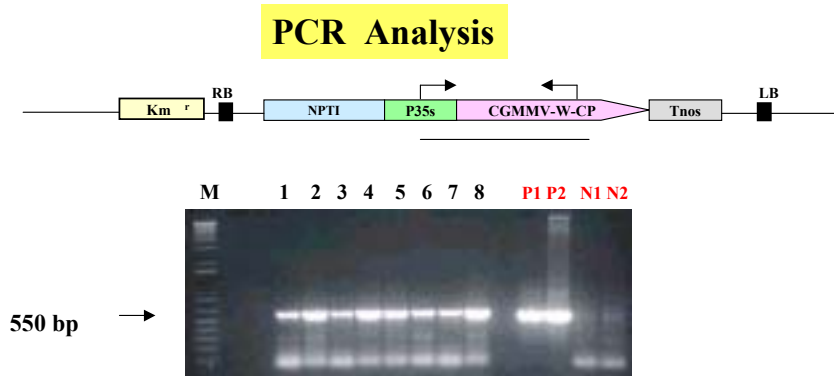 PCR Analysis
RB LB
Km r NPTI P35s CGMMV-W-CP Tnos
M 1 2 3 4 5 6 7 8 P1 P2 N1 N2
550 bp